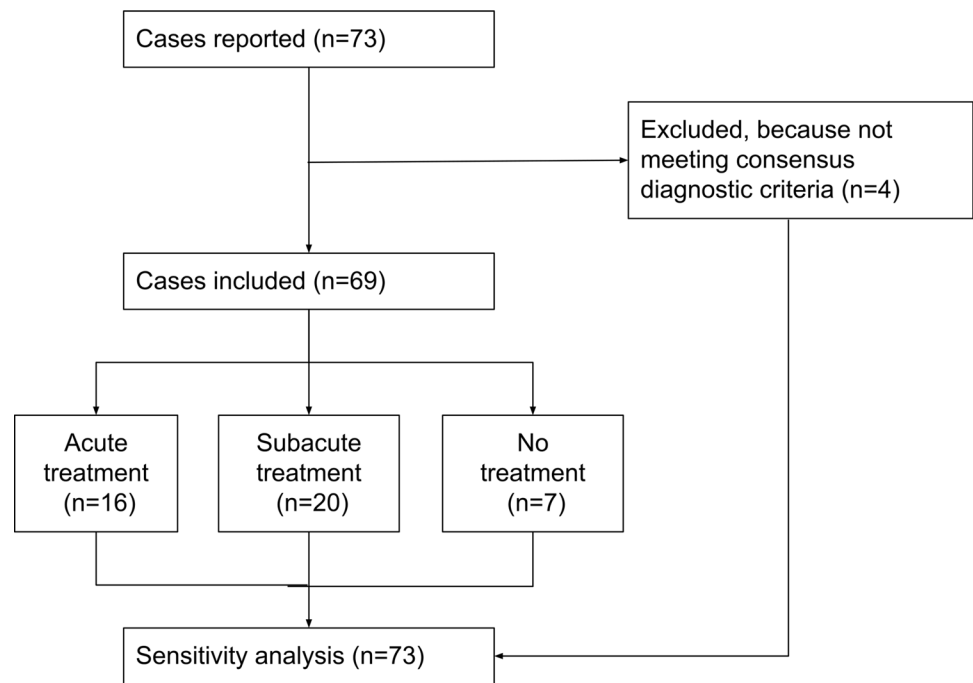 Cases reported (n=73)
Excluded, because not
meeting consensus
diagnostic criteria (n=4)
Cases included (n=69)
Acute
treatment
(n=16)
Subacute
treatment
(n=20)
No
treatment
(n=7)
Sensitivity analysis (n=73)